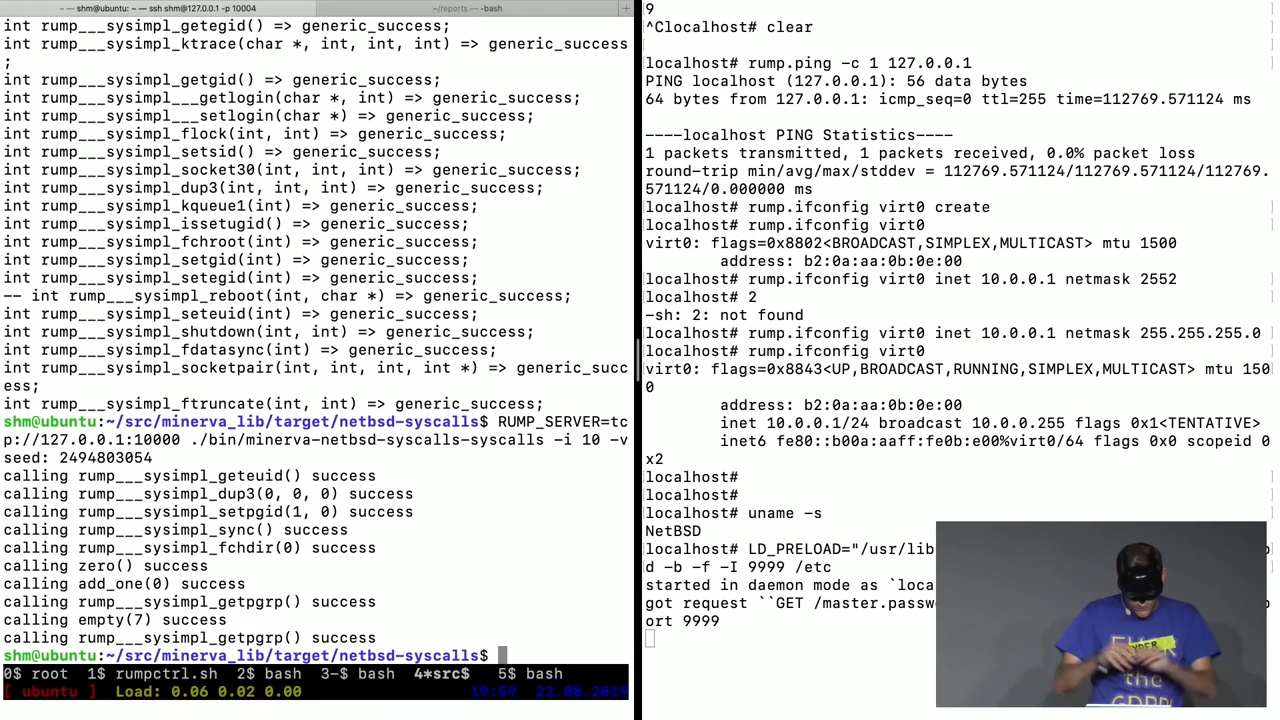 ~ — shm@ubuntu: ~ — ssh shm@127.0.0.1 -p 10004
~/reports — -bash
+
int rump___sysimpl_getegid() => generic_success;
int rump___sysimpl_ktrace(char *, int, int, int) => generic_success
;
int rump___sysimpl_getgid() => generic_success;
int rump___sysimpl___getlogin(char *, int) => generic_success;
int rump___sysimpl___setlogin(char *) => generic_success;
int rump___sysimpl_flock(int, int) => generic_success;
int rump___sysimpl_setsid() => generic_success;
int rump___sysimpl_socket30(int, int, int) => generic_success;
int rump___sysimpl_dup3(int, int, int) => generic_success;
int rump___sysimpl_kqueue1(int) => generic_success;
int rump___sysimpl_issetugid() => generic_success;
int rump___sysimpl_fchroot(int) => generic_success;
int rump___sysimpl_setgid(int) => generic_success;
int rump___sysimpl_setegid(int) => generic_success;
-- int rump___sysimpl_reboot(int, char *) => generic_success;
int rump___sysimpl_seteuid(int) => generic_success;
int rump___sysimpl_shutdown(int, int) => generic_success;
int rump___sysimpl_fdatasync(int) => generic_success;
int rump___sysimpl_socketpair(int, int, int, int *) => generic_succ
ess;
int rump___sysimpl_ftruncate(int, int) => generic_success;
shm@ubuntu:~/src/minerva_lib/target/netbsd-syscalls$ RUMP_SERVER=tc
p://127.0.0.1:10000 ./bin/minerva-netbsd-syscalls-syscalls -i 10 -v
seed: 2494803054
calling rump___sysimpl_geteuid() success
calling rump___sysimpl_dup3(0, 0, 0) success
calling rump___sysimpl_setpgid(1, 0) success
calling rump___sysimpl_sync() success
calling rump___sysimpl_fchdir(0) success
calling zero() success
calling add_one(0) success
calling rump___sysimpl_getpgrp() success
calling empty(7) success
calling rump___sysimpl_getpgrp() success
shm@ubuntu:~/src/minerva_lib/target/netbsd-syscalls$
0$ root 1$ rumpctrl.sh 2$ bash 3-$ bash 4*$ src$ 5$ bash
[ ubuntu ] Load: 0.06 0.02 0.00 19:59 22.08.2019
9
^Clocalhost# clear
localhost# rump.ping -c 1 127.0.0.1
PING localhost (127.0.0.1): 56 data bytes
64 bytes from 127.0.0.1: icmp_seq=0 ttl=255 time=112769.571124 ms
----localhost PING Statistics----
1 packets transmitted, 1 packets received, 0.0% packet loss
round-trip min/avg/max/stddev = 112769.571124/112769.571124/112769.
571124/0.000000 ms
localhost# rump.ifconfig virt0 create
localhost# rump.ifconfig virt0
virt0: flags=0x8802<BROADCAST,SIMPLEX,MULTICAST> mtu 1500
address: b2:0a:aa:0b:0e:00
localhost# rump.ifconfig virt0 inet 10.0.0.1 netmask 2552
localhost# 2
-sh: 2: not found
localhost# rump.ifconfig virt0 inet 10.0.0.1 netmask 255.255.255.0
localhost# rump.ifconfig virt0
virt0: flags=0x8843<UP,BROADCAST,RUNNING,SIMPLEX,MULTICAST> mtu 150
0
address: b2:0a:aa:0b:0e:00
inet 10.0.0.1/24 broadcast 10.0.0.255 flags 0x1<TENTATIVE>
inet6 fe80::b00a:aaff:fe0b:e00%virt0/64 flags 0x0 scopeid 0
x2
localhost#
localhost#
localhost# uname -s
NetBSD
localhost# LD_PRELOAD="/usr/lib
d -b -f -I 9999 /etc
started in daemon mode as `loca
got request ``GET /master.passw
ort 9999
the